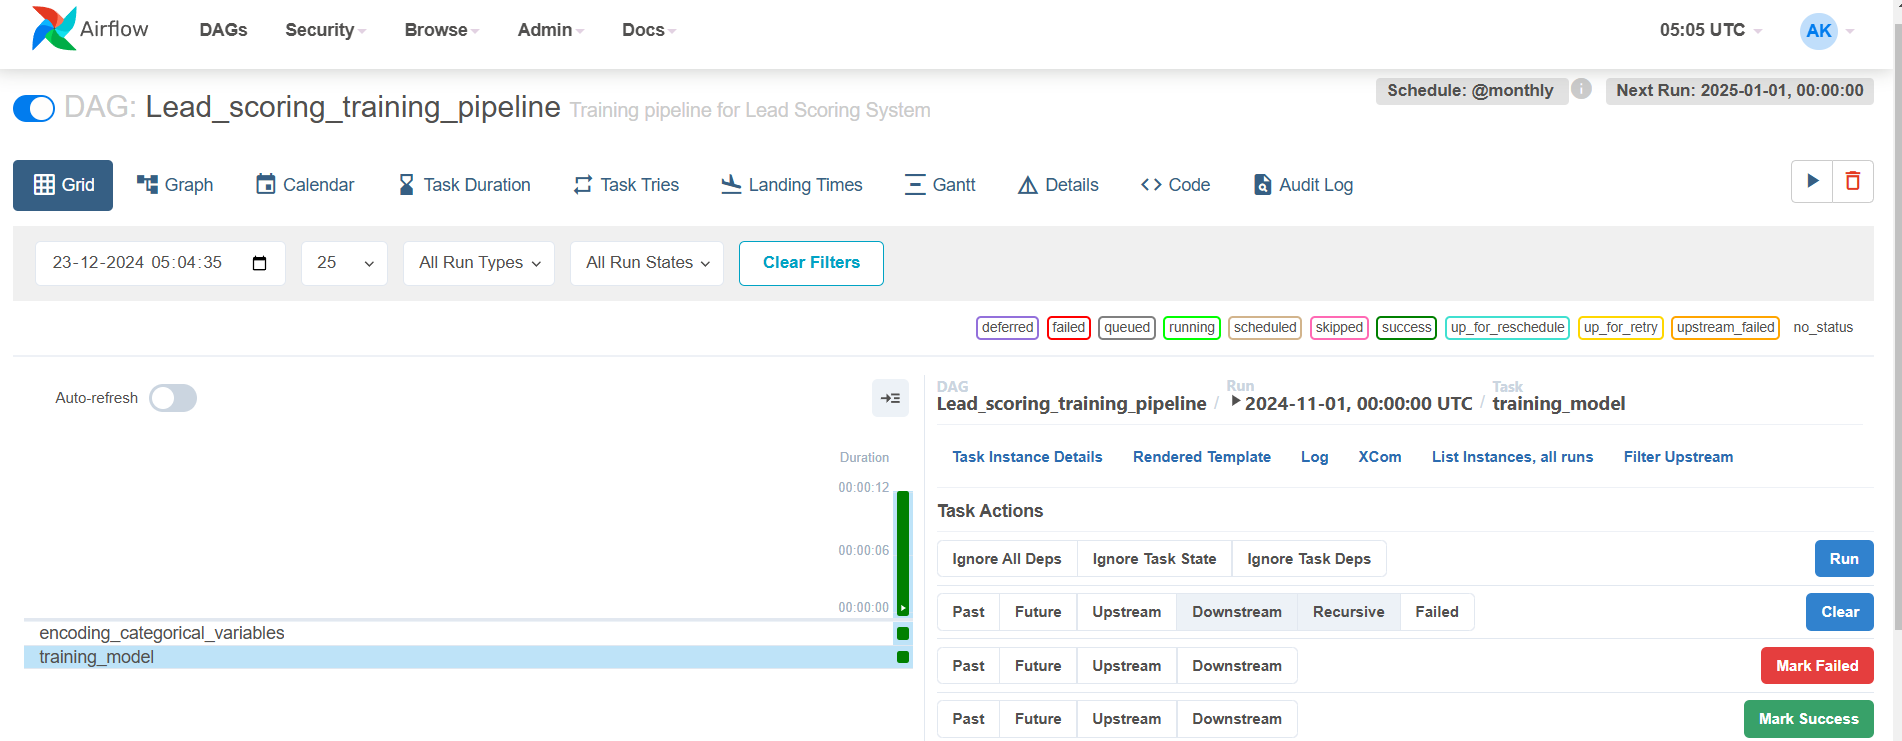 Airflow DAGs Security Browse Admin Docs 05:05 UTC AK
Schedule: @monthly Next Run: 2025-01-01, 00:00:00
DAG: Lead_scoring_training_pipeline Training pipeline for Lead Scoring System
Grid Graph Calendar Task Duration Task Tries Landing Times Gantt Details Code Audit Log
23-12-2024 05:04:35 25 All Run Types All Run States Clear Filters
deferred failed queued running scheduled skipped success up_for_reschedule up_for_retry upstream_failed no_status
Auto-refresh
Duration
00:00:12
00:00:06
00:00:00
encoding_categorical_variables
training_model
DAG Run Task
Lead_scoring_training_pipeline / 2024-11-01, 00:00:00 UTC / training_model
Task Instance Details Rendered Template Log XCom List Instances, all runs Filter Upstream
Task Actions
Ignore All Deps Ignore Task State Ignore Task Deps Run
Past Future Upstream Downstream Recursive Failed Clear
Past Future Upstream Downstream Mark Failed
Past Future Upstream Downstream Mark Success